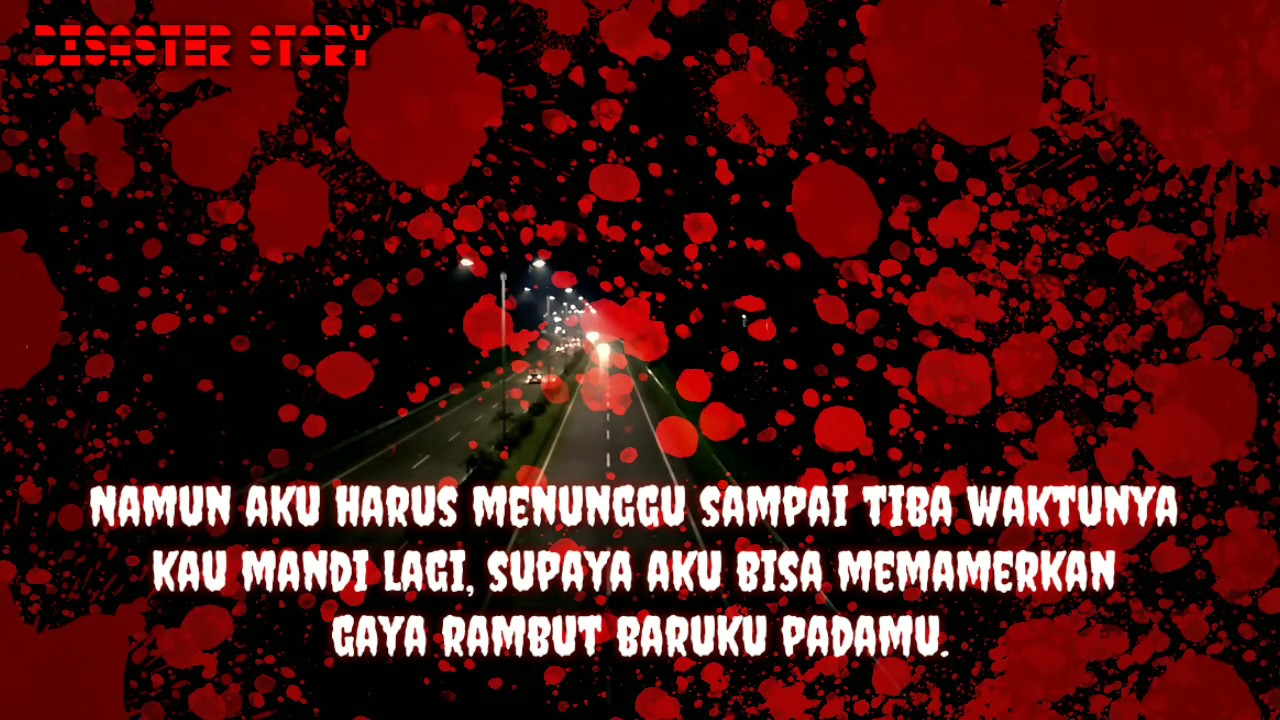 DISASTER STORY
NAMUN AKU HARUS MENUNGGU SAMPAI TIBA WAKTUNYA
KAU MANDI LAGI, SUPAYA AKU BISA MEMAMERKAN
GAYA RAMBUT BARUKU PADAMU.